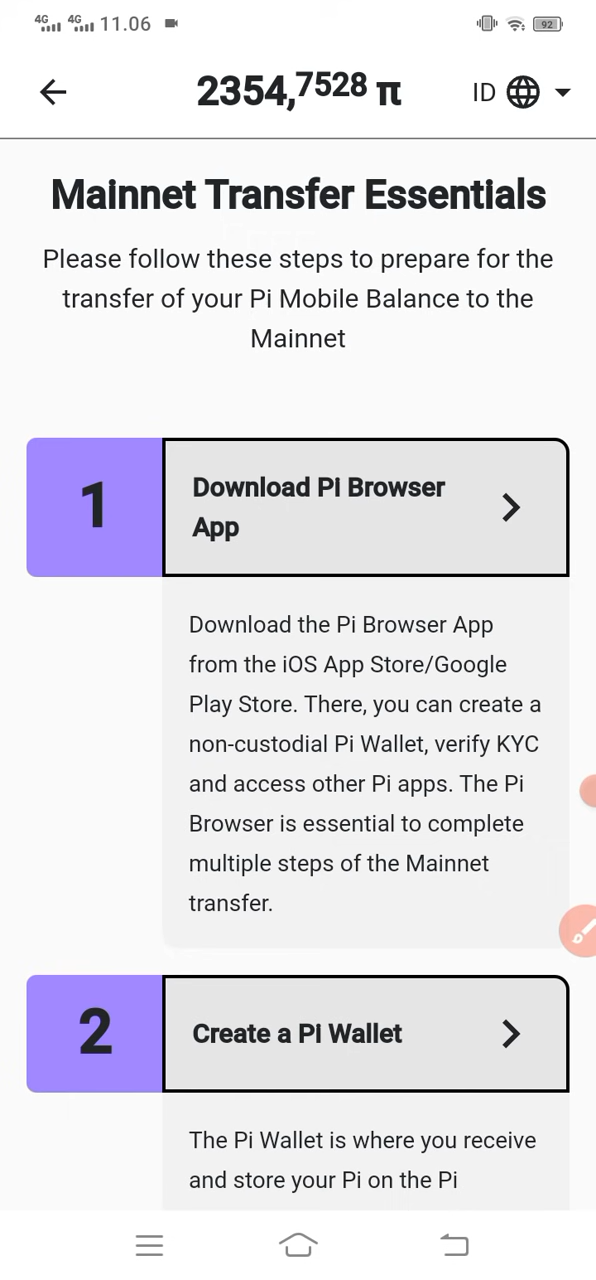 4G 4G 11.06 92
2354,7528 π ID
Mainnet Transfer Essentials
Please follow these steps to prepare for the
transfer of your Pi Mobile Balance to the
Mainnet
1 Download Pi Browser
App
Download the Pi Browser App
from the iOS App Store/Google
Play Store. There, you can create a
non-custodial Pi Wallet, verify KYC
and access other Pi apps. The Pi
Browser is essential to complete
multiple steps of the Mainnet
transfer.
2 Create a Pi Wallet
The Pi Wallet is where you receive
and store your Pi on the Pi